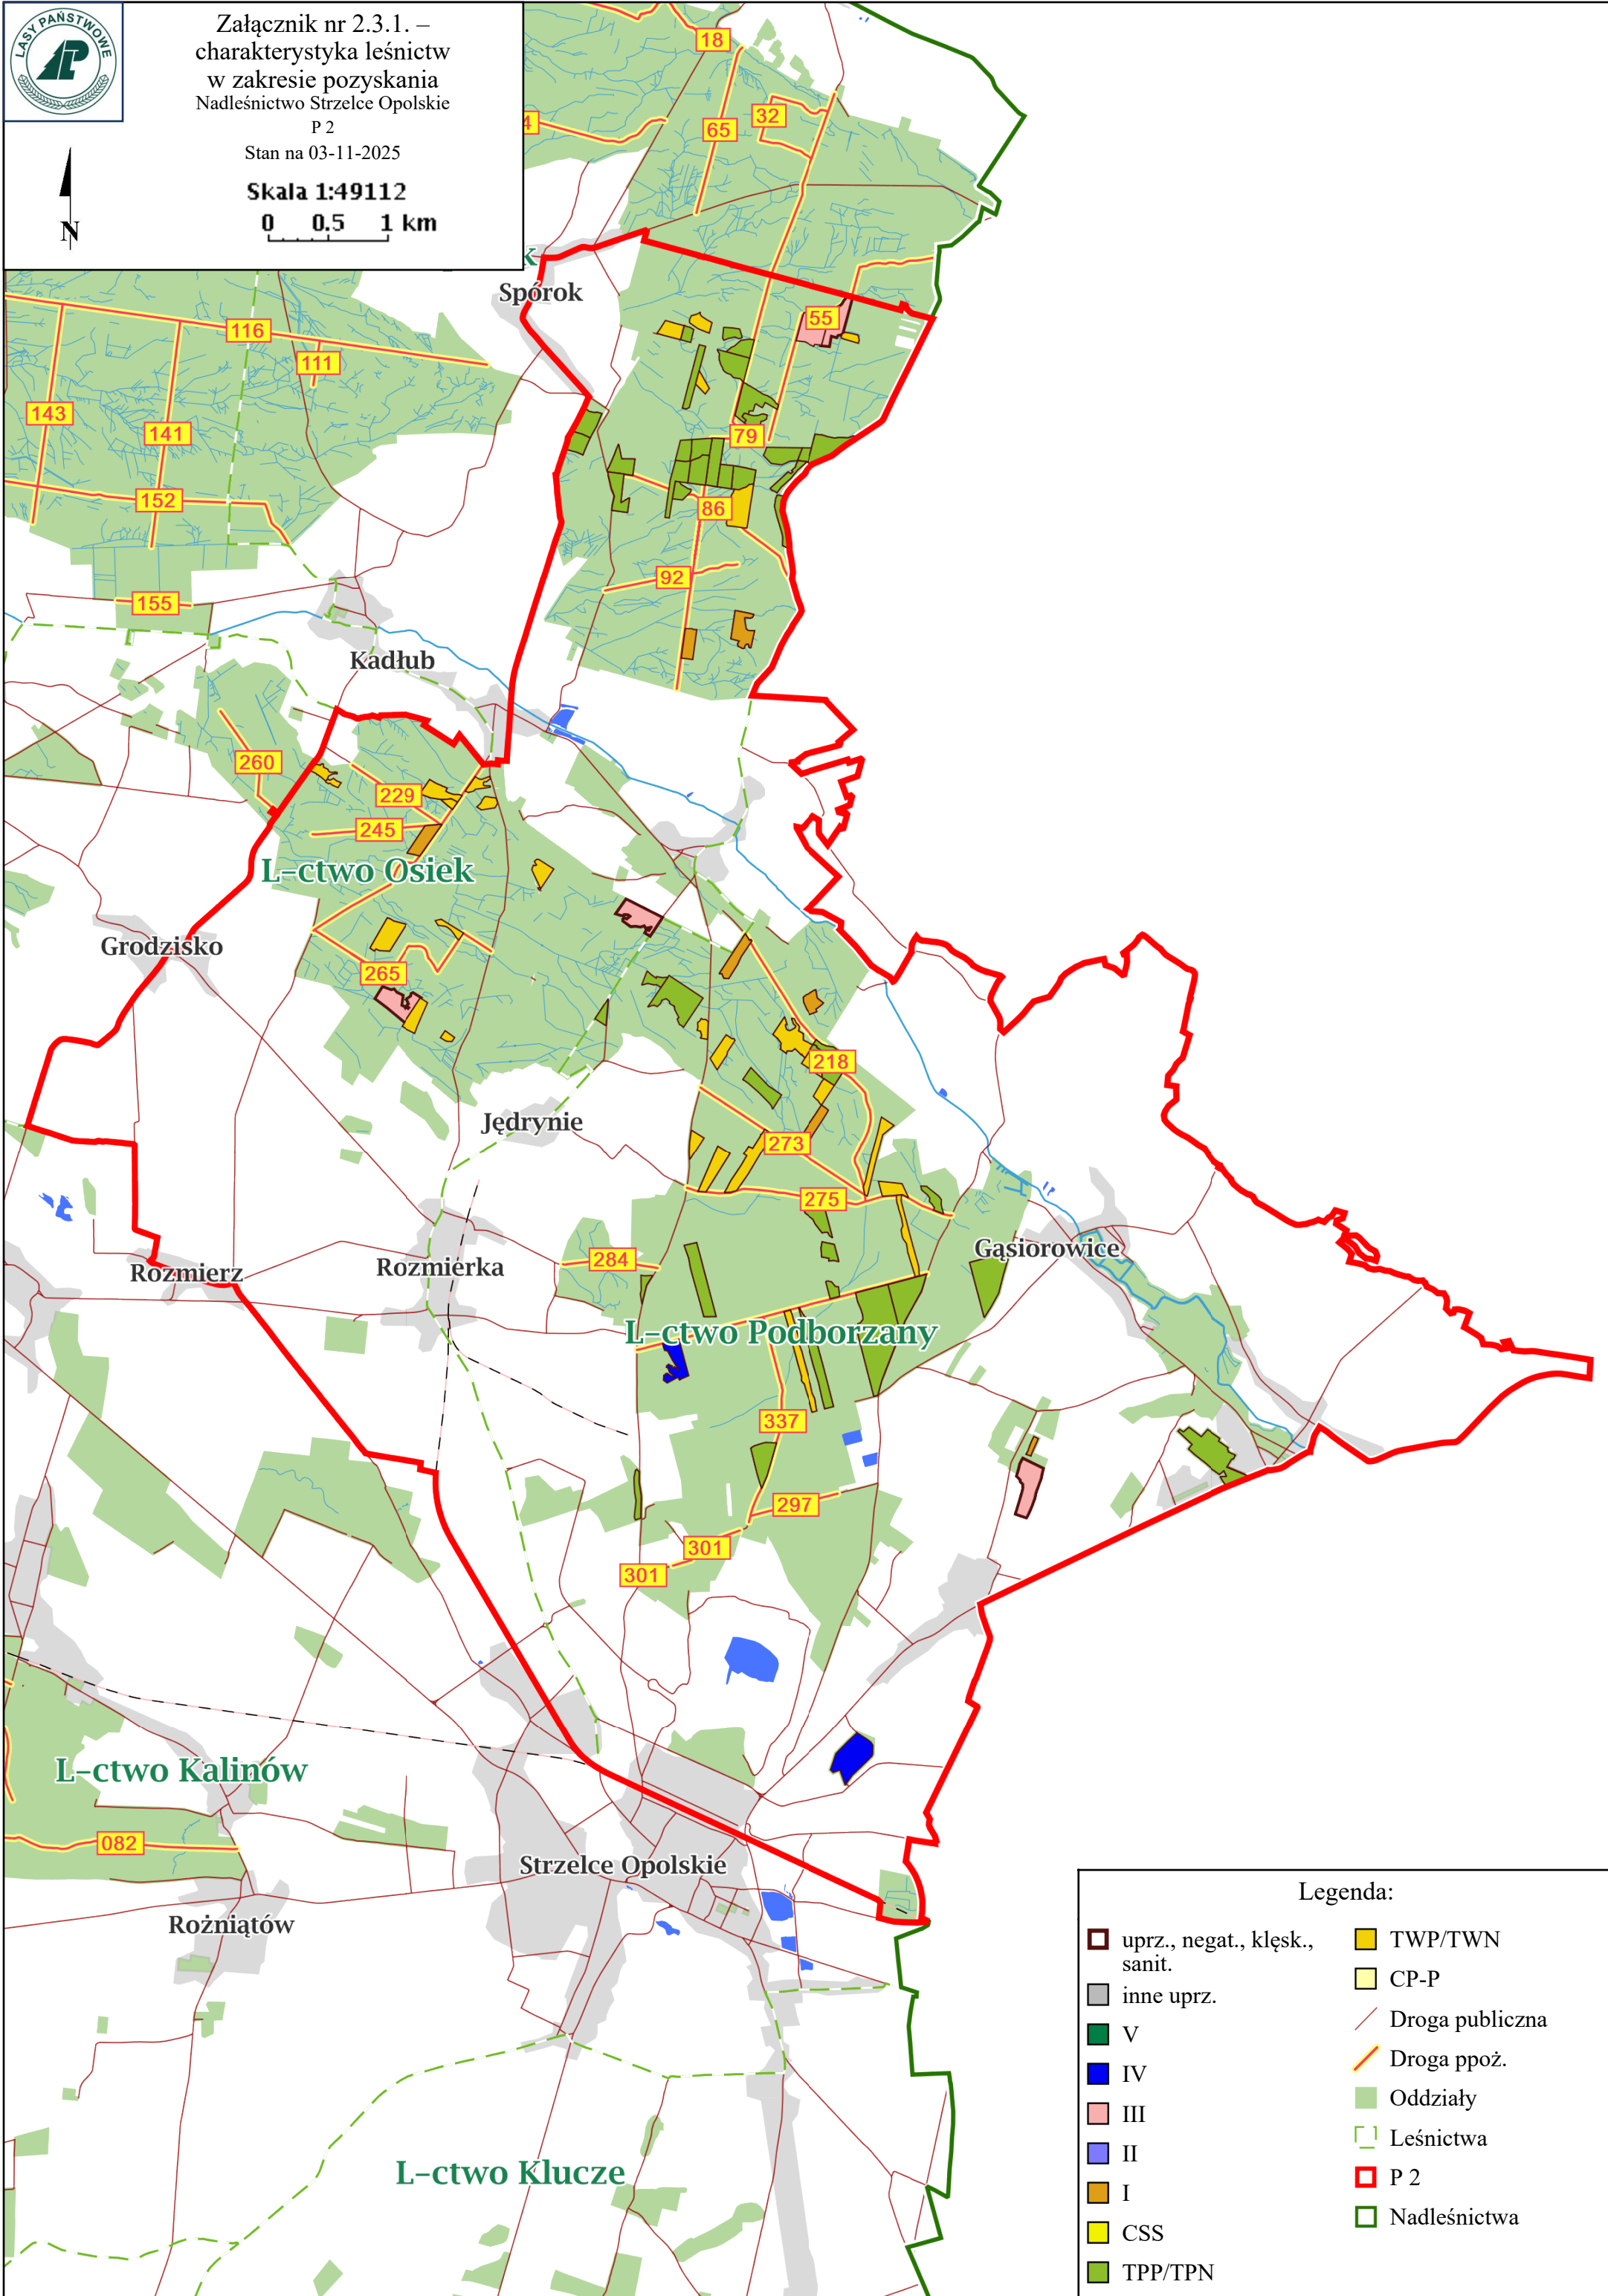 LASY PAŃSTWOWE
LP
Załącznik nr 2.3.1. –
charakterystyka leśnictw
w zakresie pozyskania
Nadleśnictwo Strzelce Opolskie
P 2
Stan na 03-11-2025
Skala 1:49112
0 0.5 1 km
N
18
32
65
4
k
Spórok
55
116
111
143
141
79
152
86
92
155
Kadłub
260
229
245
L-ctwo Osiek
Grodzisko
265
218
Jędrynie
273
275
Gąsiorowice
284
Rozmierka
Rozmierz
L-ctwo Podborzany
337
297
301
301
L-ctwo Kalinów
082
Strzelce Opolskie
Rożniątów
L-ctwo Klucze
Legenda:
uprz., negat., klęsk.,
sanit.
inne uprz.
V
IV
III
II
I
CSS
TPP/TPN
TWP/TWN
CP-P
Droga publiczna
Droga ppoż.
Oddziały
Leśnictwa
P 2
Nadleśnictwa